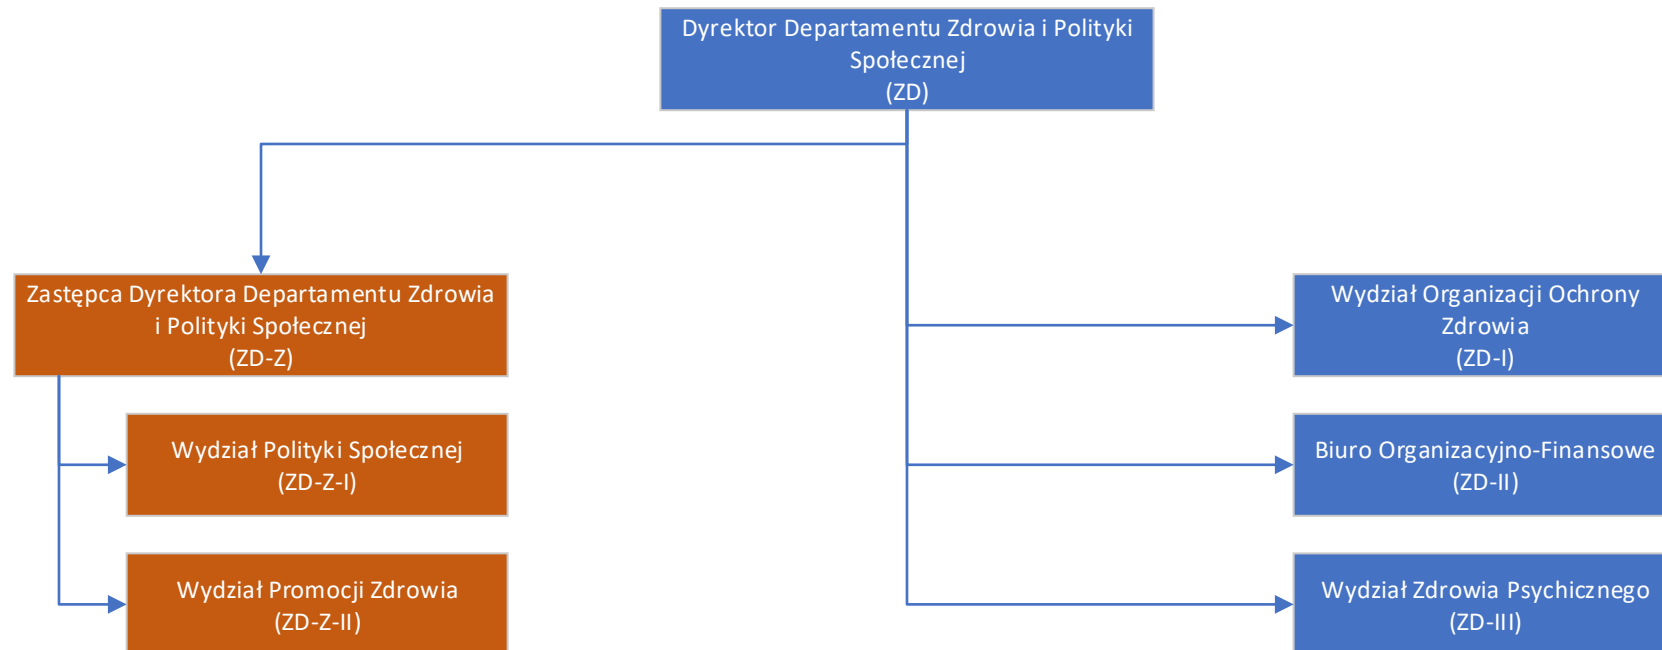 Dyrektor Departamentu Zdrowia i Polityki
Społecznej
(ZD)
Zastępca Dyrektora Departamentu Zdrowia
i Polityki Społecznej
(ZD-Z)
Wydział Polityki Społecznej
(ZD-Z-I)
Wydział Promocji Zdrowia
(ZD-Z-II)
Wydział Organizacji Ochrony
Zdrowia
(ZD-I)
Biuro Organizacyjno-Finansowe
(ZD-II)
Wydział Zdrowia Psychicznego
(ZD-III)